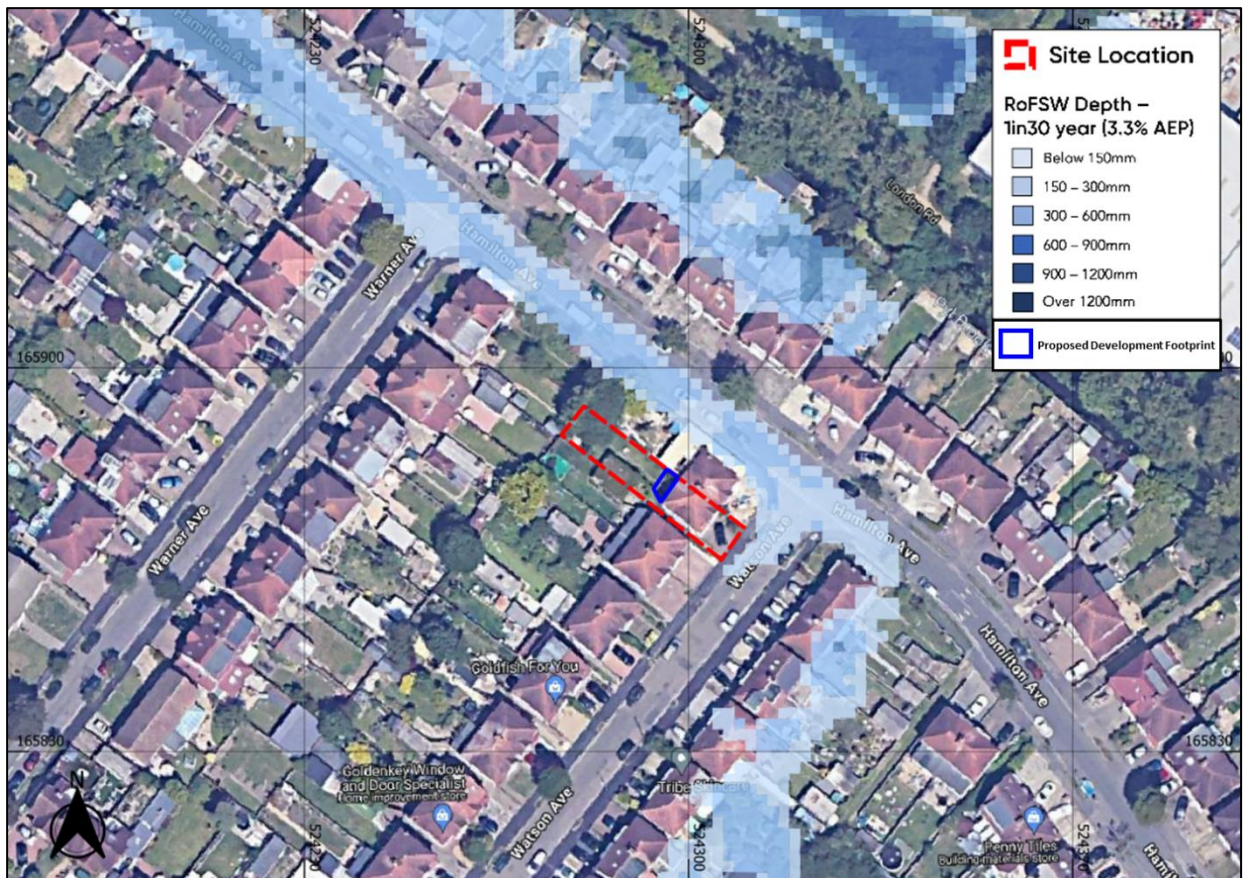 Hamilton Ave
524230
524300
Site Location
RoFSW Depth –
1in30 year (3.3% AEP)
Below 150mm
150 – 300mm
300 – 600mm
600 – 900mm
900 – 1200mm
Over 1200mm
Proposed Development Footprint
London Rd
Warner Ave
Hamilton Ave
165900
Warner Ave
Watson Ave
Hamilton Ave
Hamilton Ave
Goldfish For You
165830
165830
Goldenkey Window
and Door Specialist
Home improvement store
Tribe Skincare
N
Watson Ave
524300
Penny Tiles
Building materials store